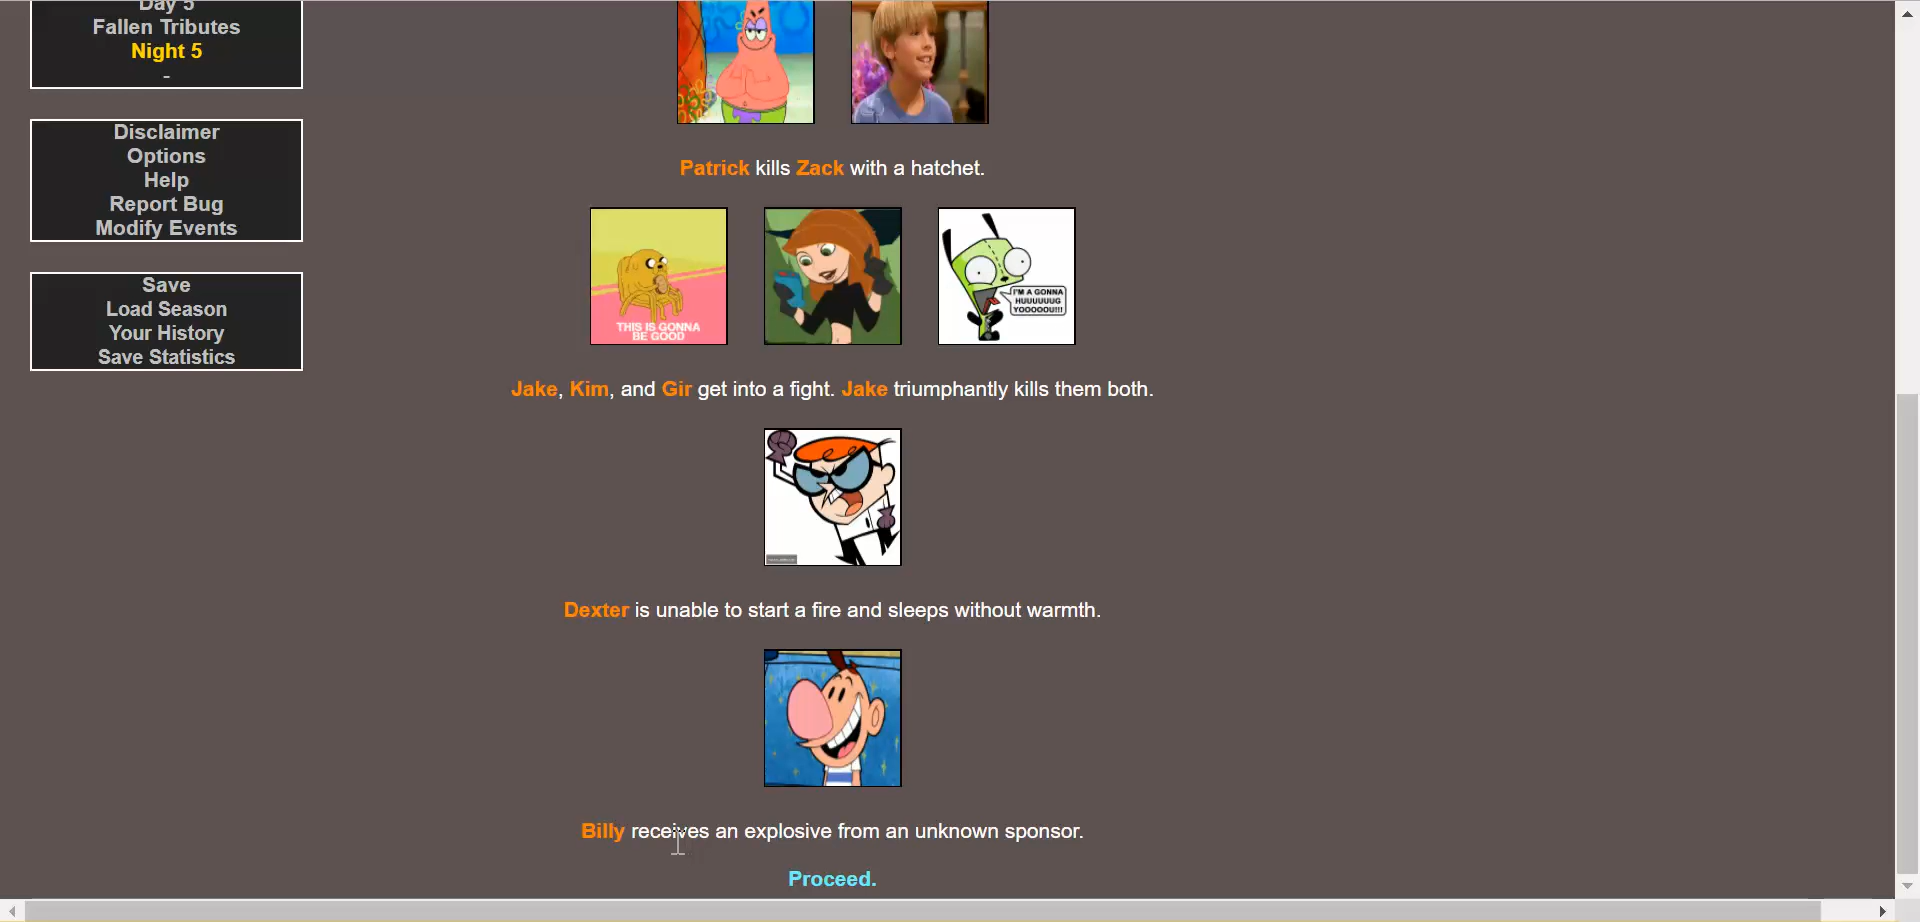 Day 5
Fallen Tributes
Night 5
-
Disclaimer
Options
Help
Report Bug
Modify Events
Save
Load Season
Your History
Save Statistics
Patrick kills Zack with a hatchet.
THIS IS GONNA
BE GOOD
I'M A GONNA
HUUUUUUG
YOOOOOU!!!
Jake, Kim, and Gir get into a fight. Jake triumphantly kills them both.
Dexter is unable to start a fire and sleeps without warmth.
Billy receives an explosive from an unknown sponsor.
Proceed.